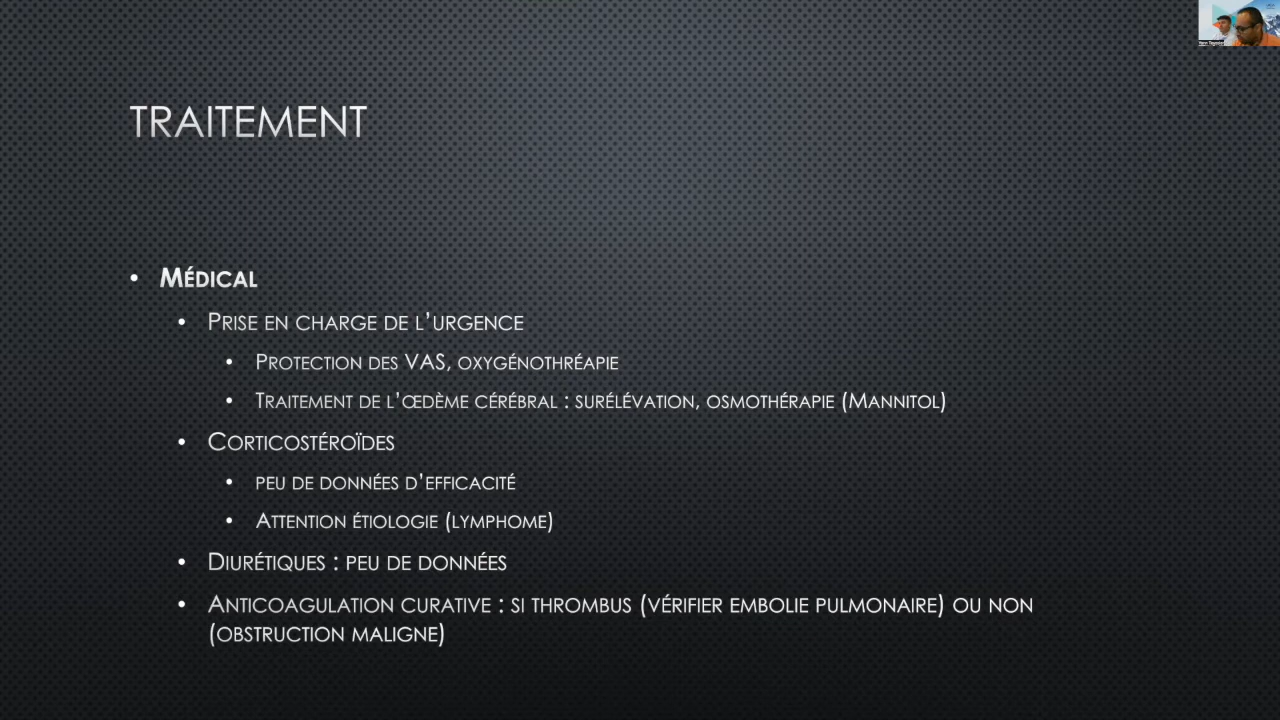 TRAITEMENT
• MÉDICAL
• PRISE EN CHARGE DE L’URGENCE
• PROTECTION DES VAS, OXYGÉNOTHRÉAPIE
• TRAITEMENT DE L’ŒDÈME CÉRÉBRAL : SURÉLÉVATION, OSMOTHÉRAPIE (MANNITOL)
• CORTICOSTÉROÏDES
• PEU DE DONNÉES D’EFFICACITÉ
• ATTENTION ÉTIOLOGIE (LYMPHOME)
• DIURÉTIQUES : PEU DE DONNÉES
• ANTICOAGULATION CURATIVE : SI THROMBUS (VÉRIFIER EMBOLIE PULMONAIRE) OU NON
(OBSTRUCTION MALIGNE)